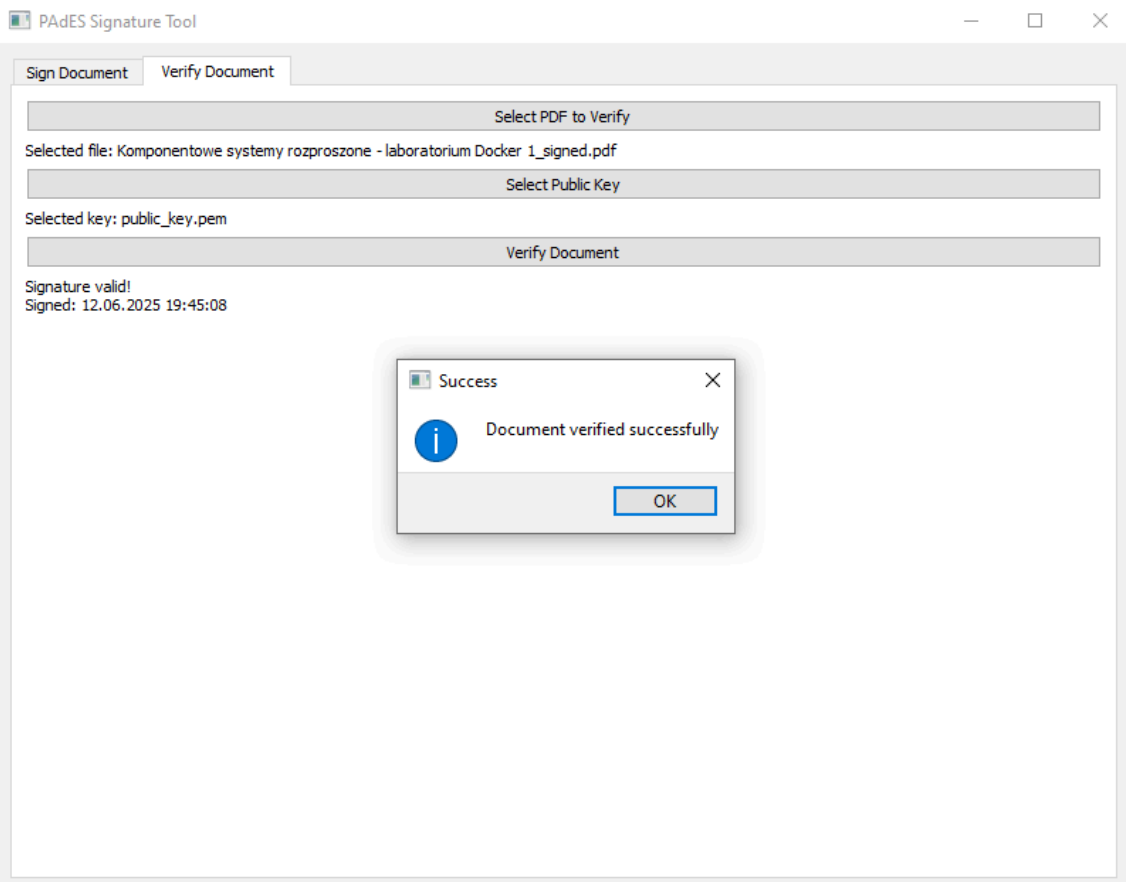 PAdES Signature Tool
Sign Document
Verify Document
Select PDF to Verify
Selected file: Komponentowe systemy rozproszone - laboratorium Docker 1_signed.pdf
Select Public Key
Selected key: public_key.pem
Verify Document
Signature valid!
Signed: 12.06.2025 19:45:08
Success
Document verified successfully
OK